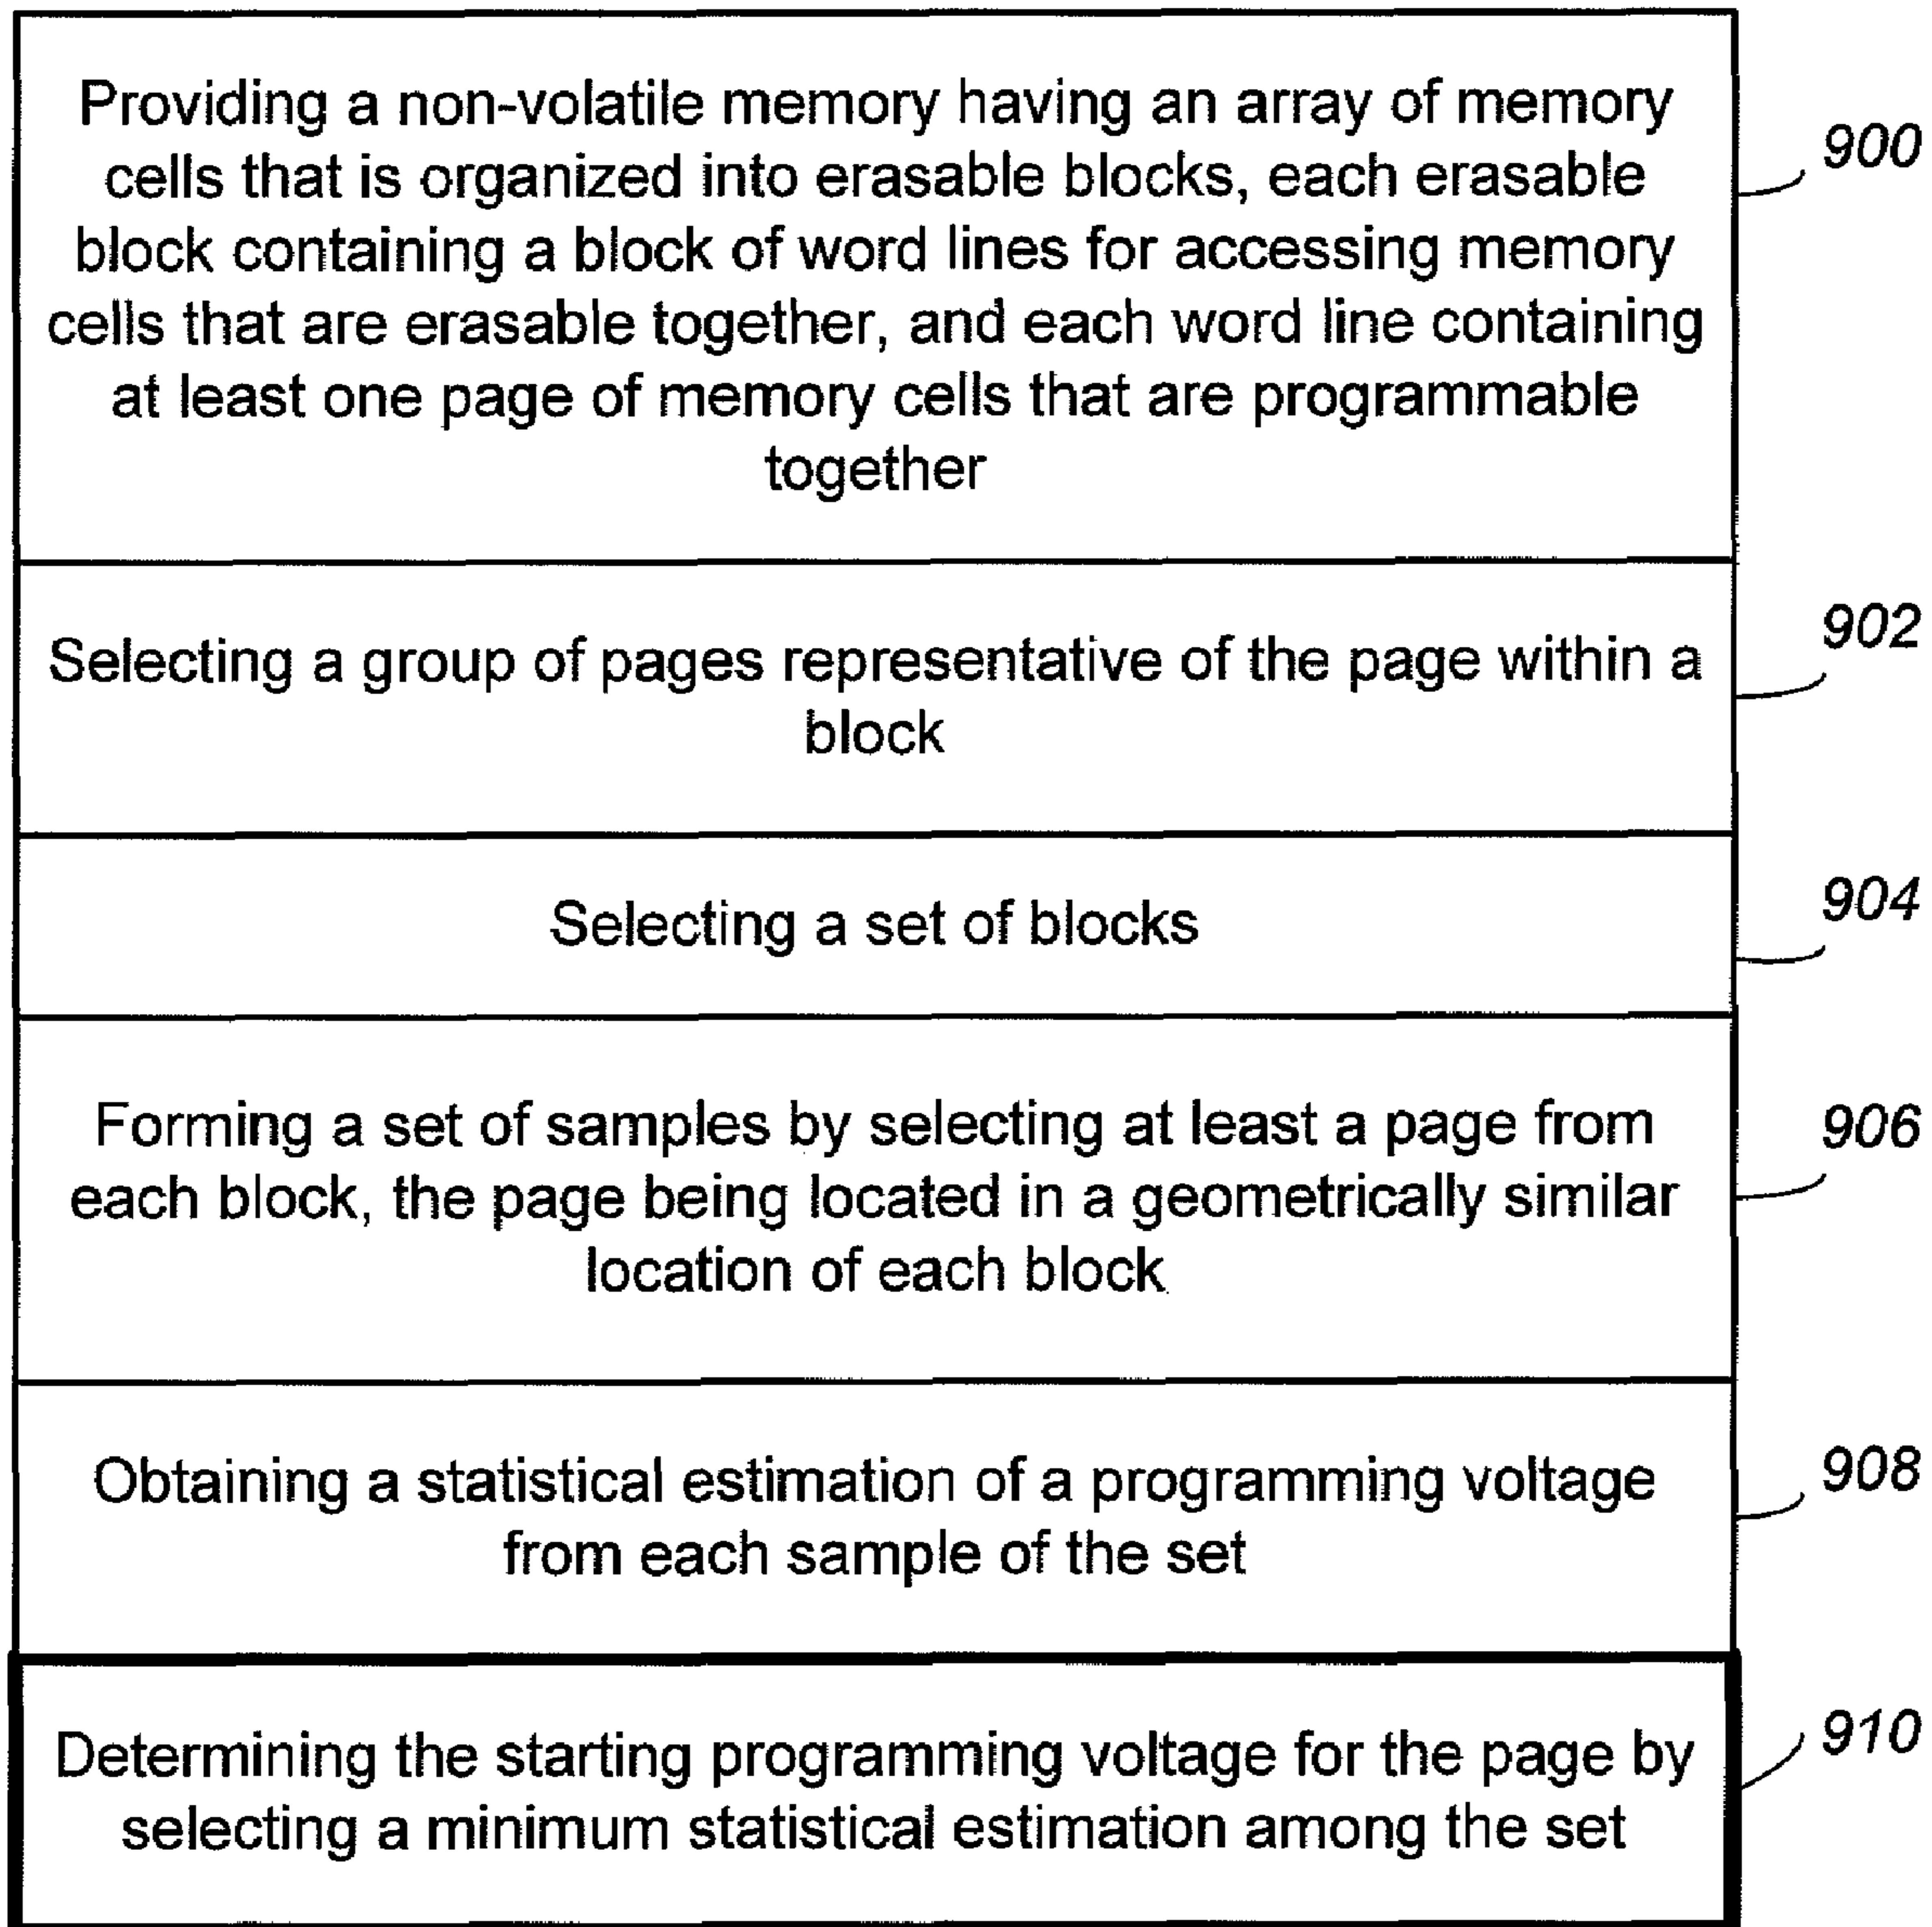 Providing a non-volatile memory having an array of memory
cells that is organized into erasable blocks, each erasable
block containing a block of word lines for accessing memory
cells that are erasable together, and each word line containing
at least one page of memory cells that are programmable
together
900
Selecting a group of pages representative of the page within a
block
902
Selecting a set of blocks
904
Forming a set of samples by selecting at least a page from
each block, the page being located in a geometrically similar
location of each block
906
Obtaining a statistical estimation of a programming voltage
from each sample of the set
908
Determining the starting programming voltage for the page by
selecting a minimum statistical estimation among the set
910